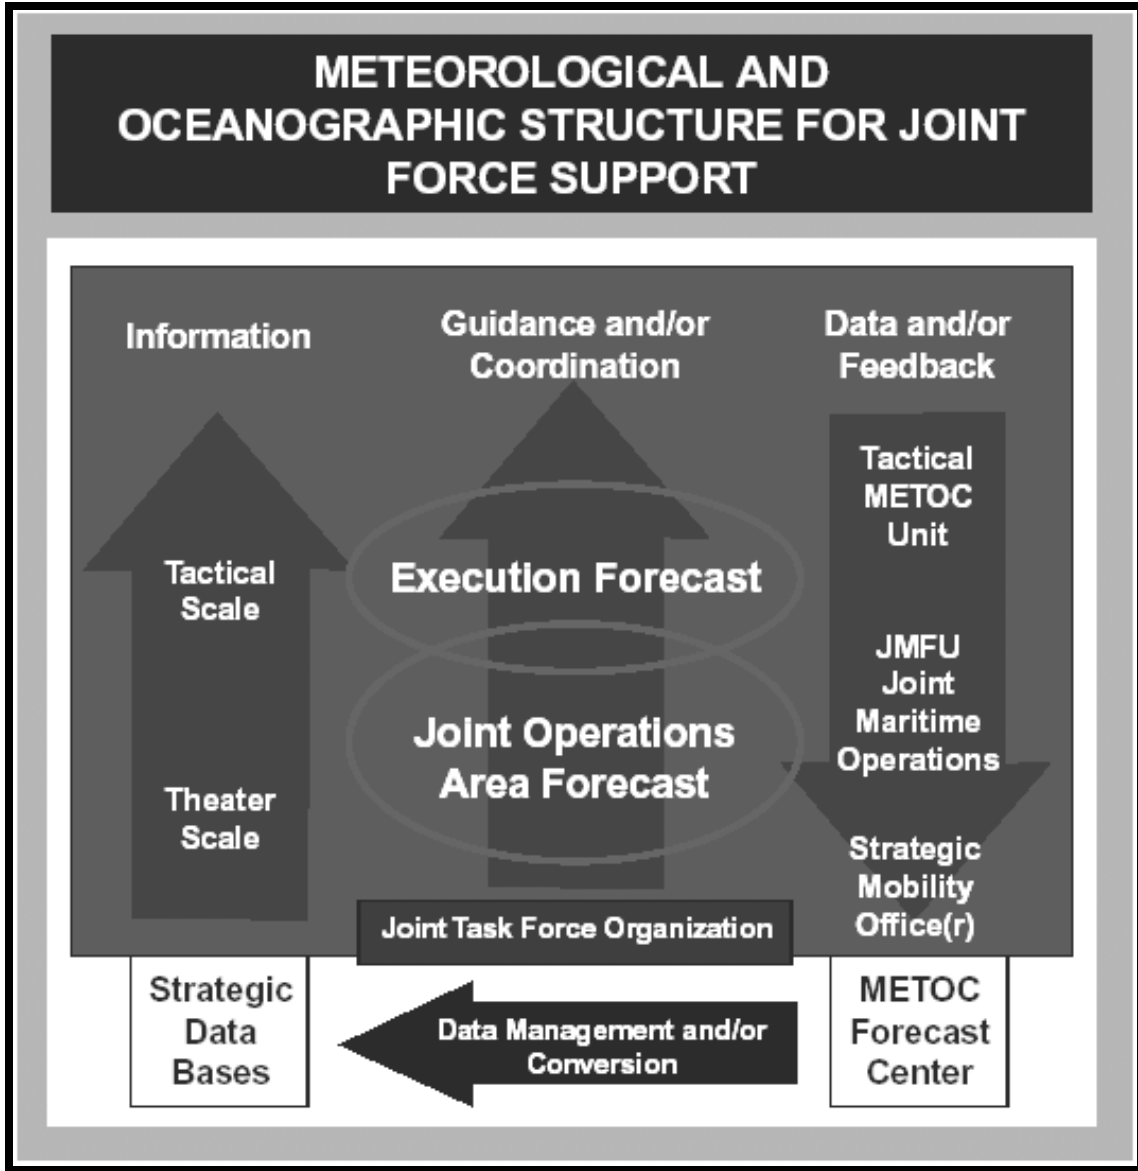 METEOROLOGICAL AND
OCEANOGRAPHIC STRUCTURE FOR JOINT
FORCE SUPPORT
Information
Guidance and/or
Coordination
Data and/or
Feedback
Tactical
Scale
Theater
Scale
Execution Forecast
Joint Operations
Area Forecast
Tactical
METOC
Unit
JMFU
Joint
Maritime
Operations
Strategic
Mobility
Office(r)
Joint Task Force Organization
Strategic
Data
Bases
Data Management and/or
Conversion
METOC
Forecast
Center